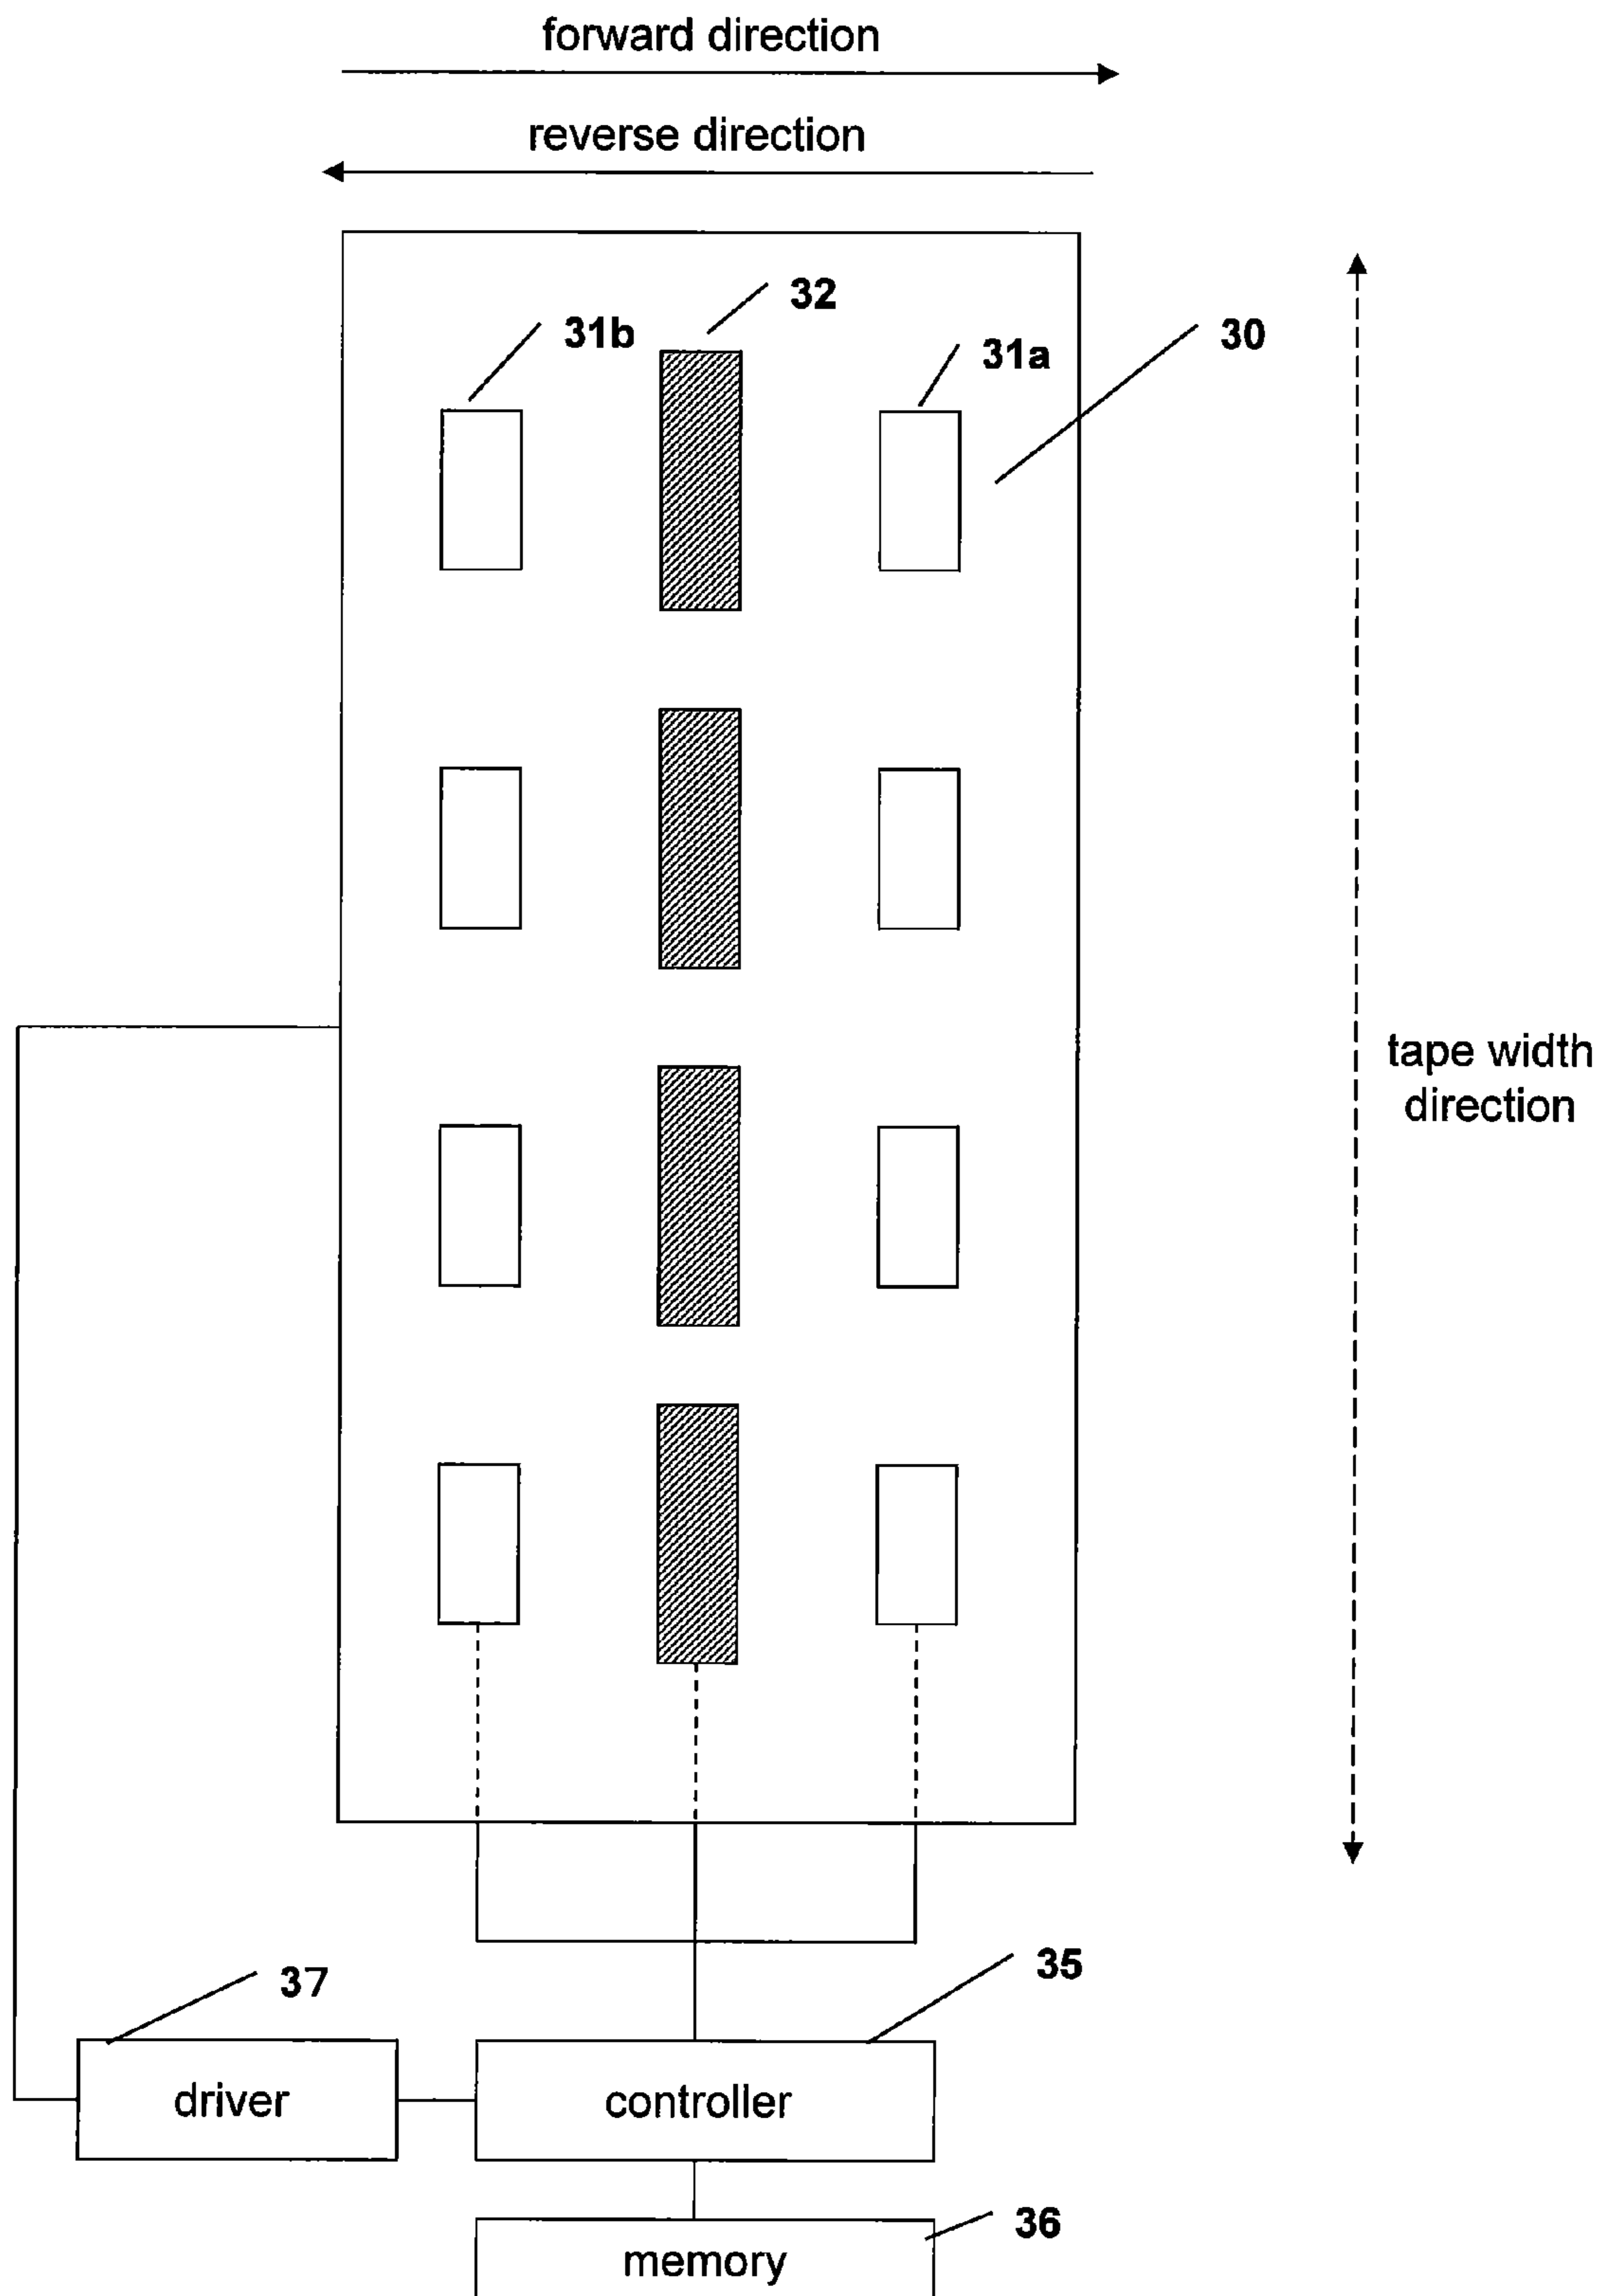 forward direction
reverse direction
32
31b
31a
30
tape width
direction
35
37
driver
controller
36
memory